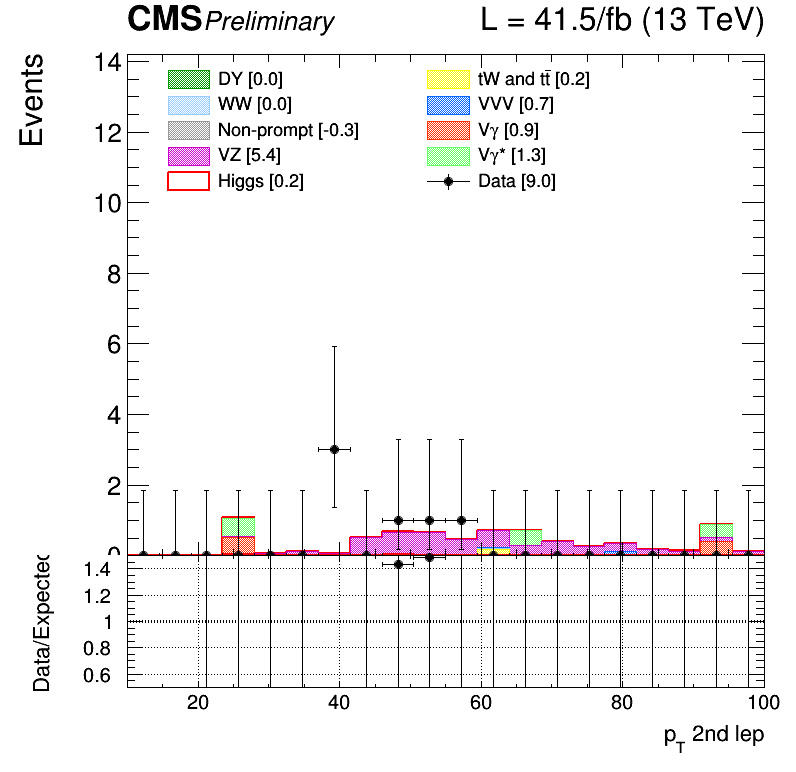 CMS Preliminary L = 41.5/fb (13 TeV)
Events
14
12
10
8
6
4
2
0
DY [0.0]
WW [0.0]
Non-prompt [-0.3]
VZ [5.4]
Higgs [0.2]
tW and tt̄ [0.2]
VVV [0.7]
Vγ [0.9]
Vγ* [1.3]
Data [9.0]
Data/Expected
1.4
1.2
1
0.8
0.6
20 40 60 80 100
pT 2nd lep